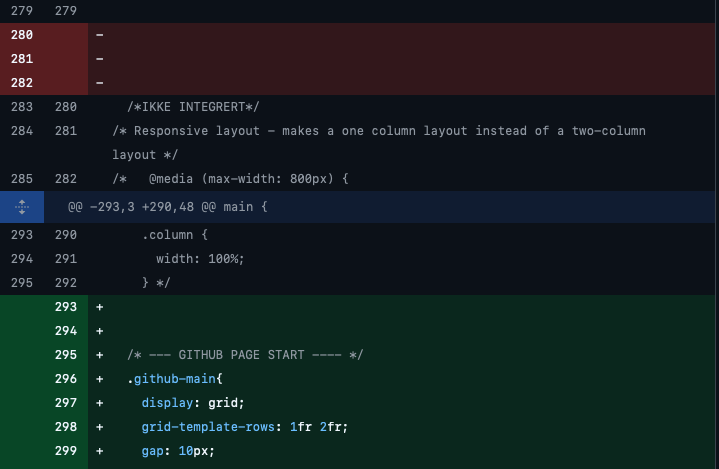 279 279
280 -
281 -
282 -
283 280 /*IKKE INTEGRERT*/
284 281 /* Responsive layout - makes a one column layout instead of a two-column
layout */
285 282 /* @media (max-width: 800px) {
@@ -293,3 +290,48 @@ main {
293 290 .column {
294 291 width: 100%;
295 292 } */
293 +
294 +
295 + /* --- GITHUB PAGE START ---- */
296 + .github-main{
297 + display: grid;
298 + grid-template-rows: 1fr 2fr;
299 + gap: 10px;